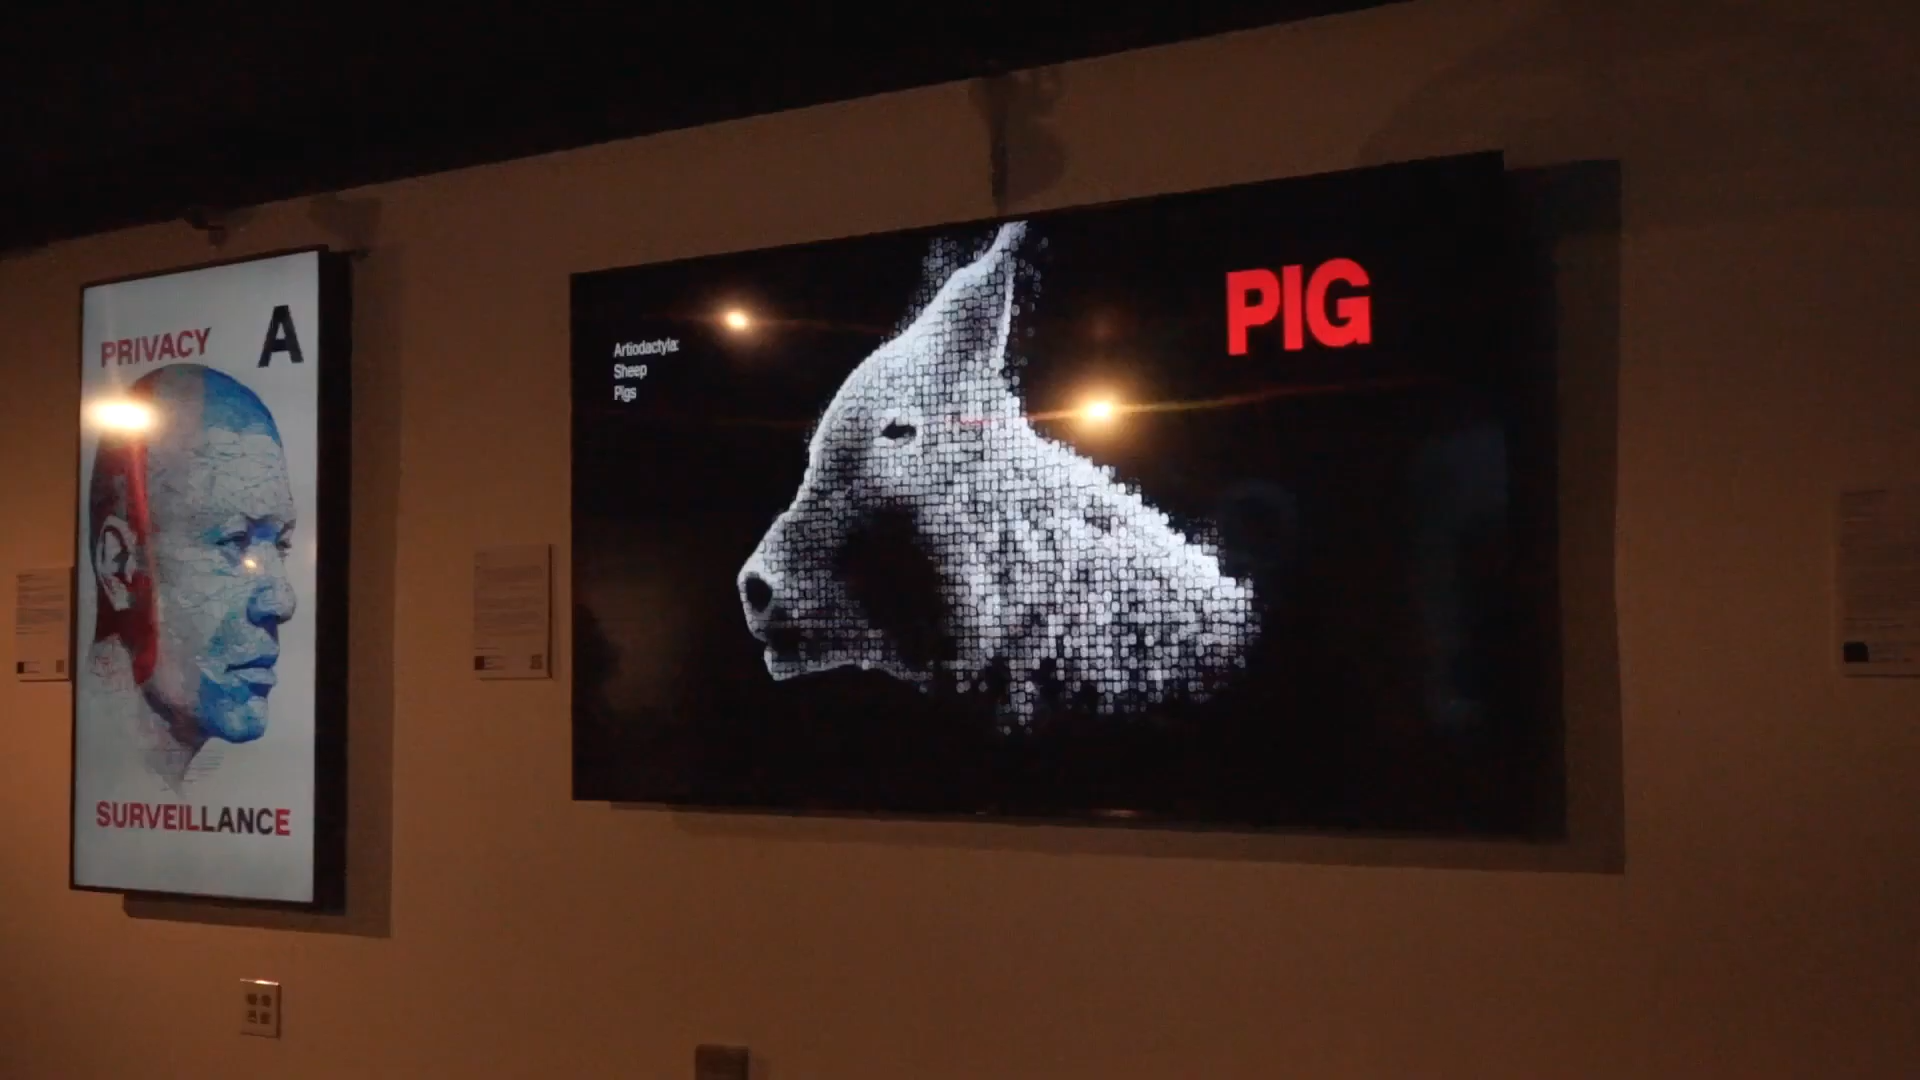 PRIVACY
A
SURVEILLANCE
Artiodactyla:
Sheep
Pigs
PIG